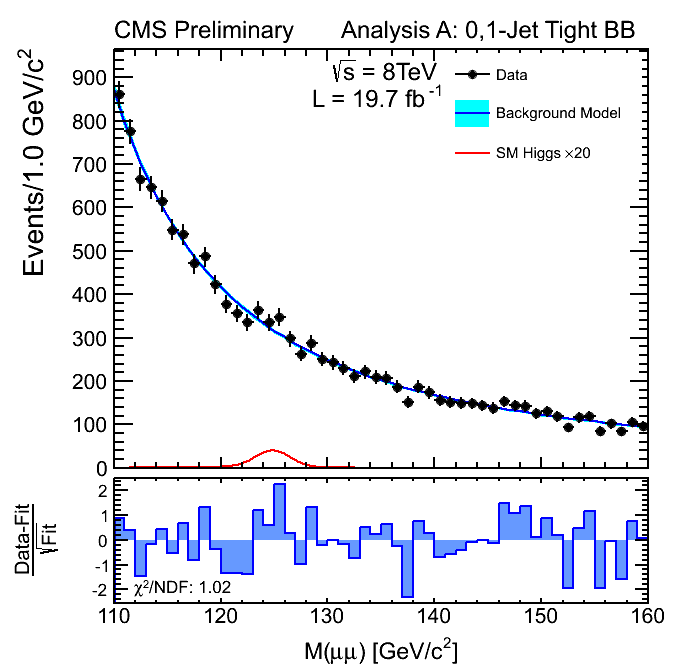 CMS Preliminary
Analysis A: 0,1-Jet Tight BB
Events/1.0 GeV/c²
900
800
700
600
500
400
300
200
100
0
√s = 8TeV
L = 19.7 fb⁻¹
Data
Background Model
SM Higgs ×20
Data-Fit
√Fit
2
1
0
-1
-2
χ²/NDF: 1.02
110 120 130 140 150 160
M(μμ) [GeV/c²]